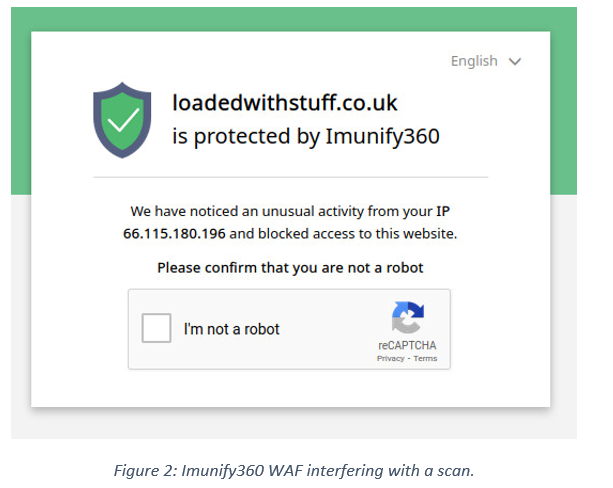 English
loadedwithstuff.co.uk
is protected by Imunify360
We have noticed an unusual activity from your IP
66.115.180.196 and blocked access to this website.
Please confirm that you are not a robot
I'm not a robot
reCAPTCHA
Privacy - Terms
Figure 2: Imunify360 WAF interfering with a scan.